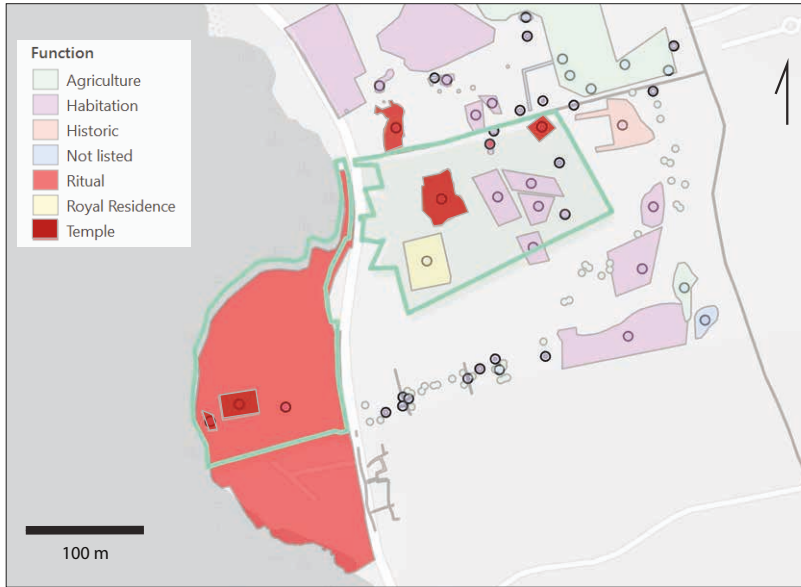 Function
Agriculture
Habitation
Historic
Not listed
Ritual
Royal Residence
Temple
100 m